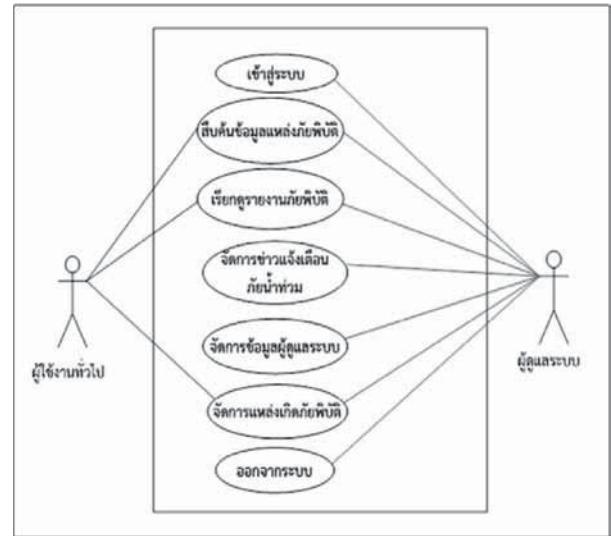 เข้าสู่ระบบ
สืบค้นข้อมูลแหล่งภัยพิบัติ
เรียกดูรายงานภัยพิบัติ
จัดการข่าวแจ้งเตือน
ภัยน้ำท่วม
จัดการข้อมูลผู้ดูแลระบบ
จัดการแหล่งเกิดภัยพิบัติ
ออกจากระบบ
ผู้ใช้งานทั่วไป
ผู้ดูแลระบบ